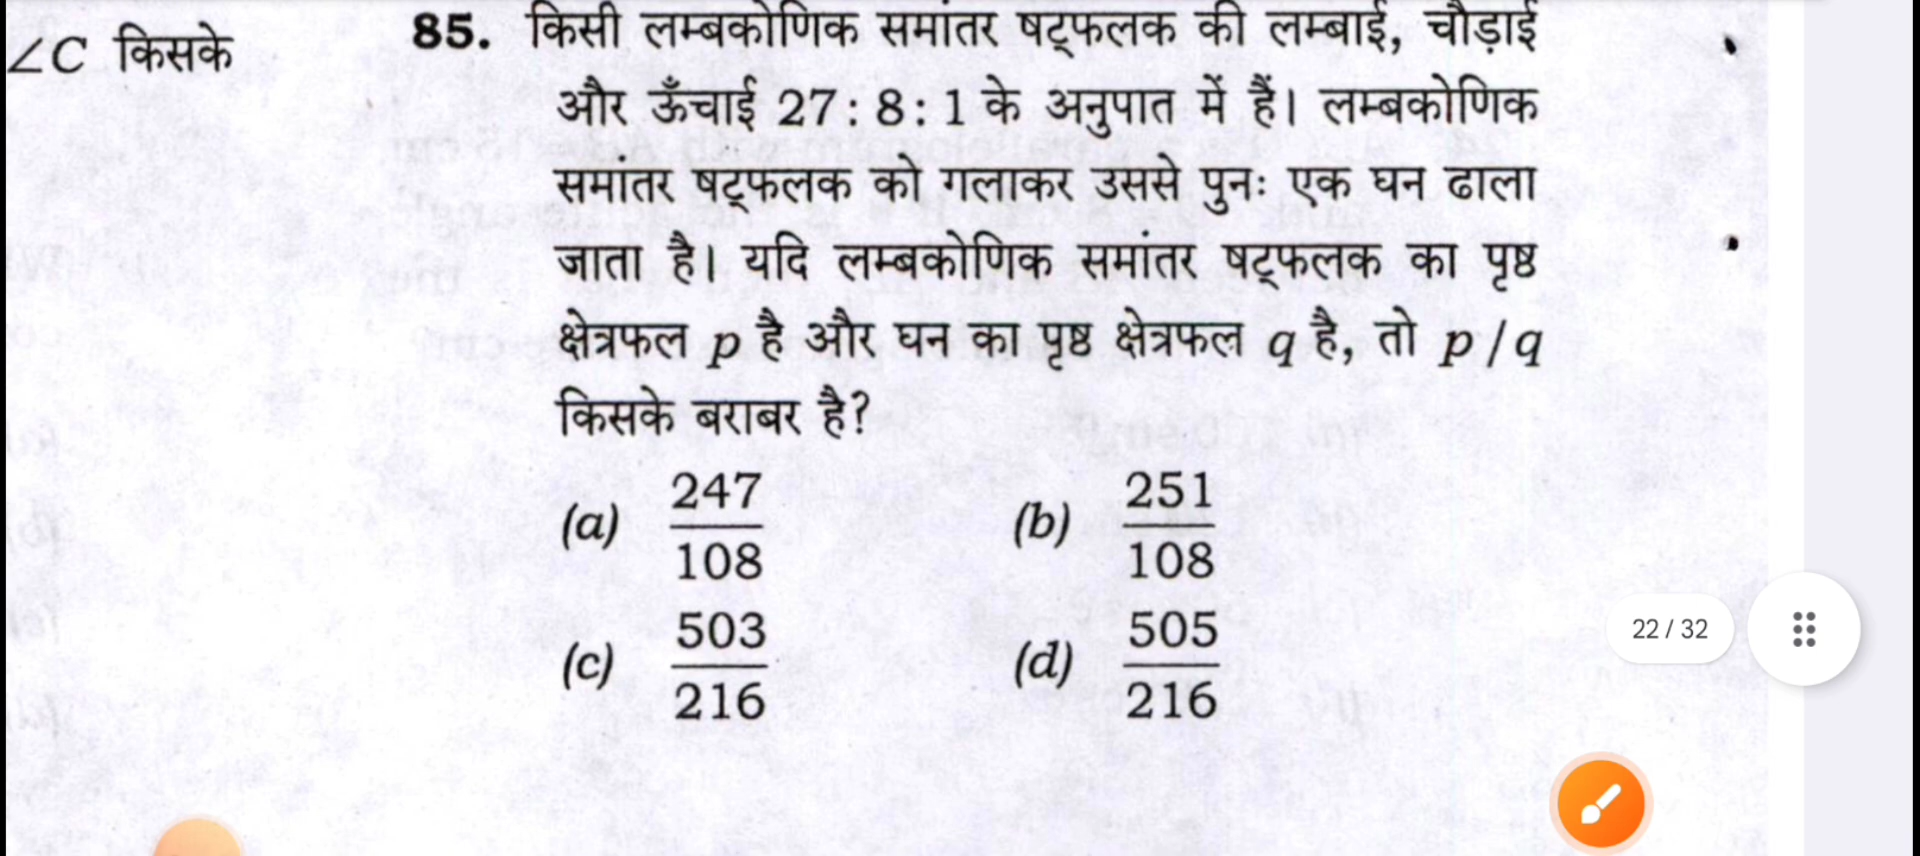 ∠C किसके
85. किसी लम्बकोणिक समांतर षट्फलक की लम्बाई, चौड़ाई
और ऊँचाई 27 : 8 : 1 के अनुपात में हैं। लम्बकोणिक
समांतर षट्फलक को गलाकर उससे पुनः एक घन ढाला
जाता है। यदि लम्बकोणिक समांतर षट्फलक का पृष्ठ
क्षेत्रफल p है और घन का पृष्ठ क्षेत्रफल q है, तो p/q
किसके बराबर है?
(a) 247/108 (b) 251/108
(c) 503/216 (d) 505/216
22 / 32